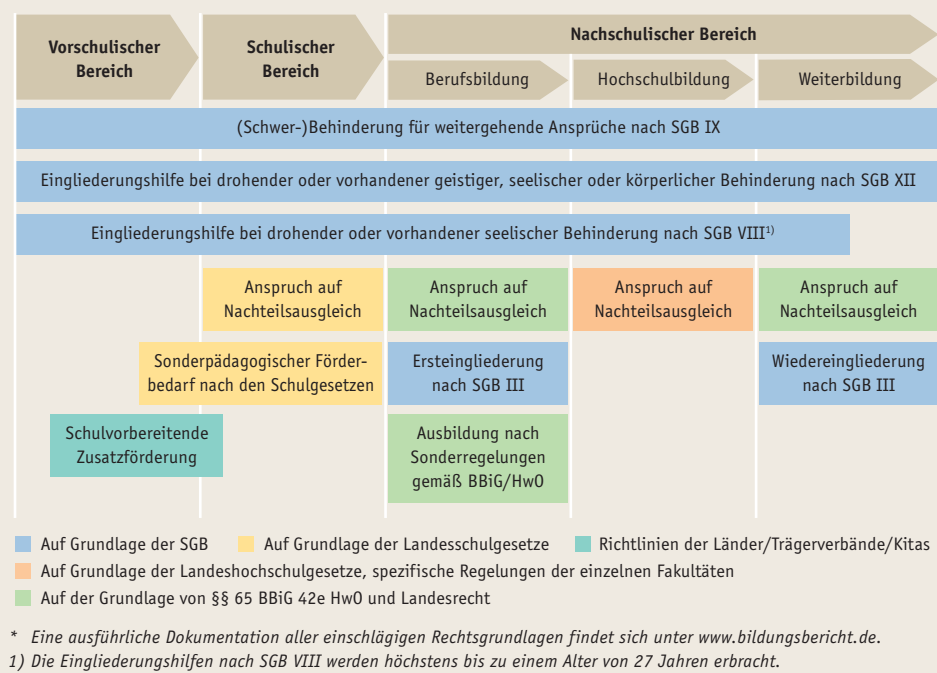 Vorschulischer
Bereich
Schulischer
Bereich
Nachschulischer Bereich
Berufsbildung
Hochschulbildung
Weiterbildung
(Schwer-)Behinderung für weitergehende Ansprüche nach SGB IX
Eingliederungshilfe bei drohender oder vorhandener geistiger, seelischer oder körperlicher Behinderung nach SGB XII
Eingliederungshilfe bei drohender oder vorhandener seelischer Behinderung nach SGB VIII¹⁾
Anspruch auf
Nachteilsausgleich
Anspruch auf
Nachteilsausgleich
Anspruch auf
Nachteilsausgleich
Anspruch auf
Nachteilsausgleich
Sonderpädagogischer Förder-
bedarf nach den Schulgesetzen
Ersteingliederung
nach SGB III
Wiedereingliederung
nach SGB III
Schulvorbereitende
Zusatzförderung
Ausbildung nach
Sonderregelungen
gemäß BBiG/HwO
Auf Grundlage der SGB
Auf Grundlage der Landesschulgesetze
Richtlinien der Länder/Trägerverbände/Kitas
Auf Grundlage der Landeshochschulgesetze, spezifische Regelungen der einzelnen Fakultäten
Auf der Grundlage von §§ 65 BBiG 42e HwO und Landesrecht
* Eine ausführliche Dokumentation aller einschlägigen Rechtsgrundlagen findet sich unter www.bildungsbericht.de.
1) Die Eingliederungshilfen nach SGB VIII werden höchstens bis zu einem Alter von 27 Jahren erbracht.